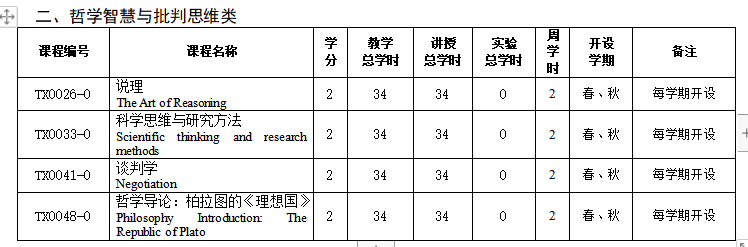 二、哲学智慧与批判思维类
课程编号 课程名称 学分 教学总学时 讲授总学时 实验总学时 周学时 开设学期 备注
TX0026-0 说理 2 34 34 0 2 春、秋 每学期开设
The Art of Reasoning
TX0033-0 科学思维与研究方法 2 34 34 0 2 春、秋 每学期开设
Scientific thinking and research
methods
TX0041-0 谈判学 2 34 34 0 2 春、秋 每学期开设
Negotiation
TX0048-0 哲学导论：柏拉图的《理想国》 2 34 34 0 2 春、秋 每学期开设
Philosophy Introduction: The
Republic of Plato